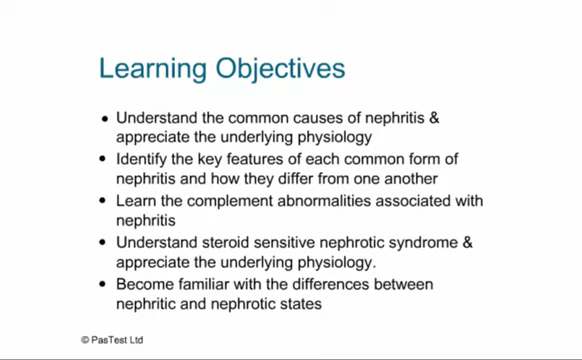 Learning Objectives
• Understand the common causes of nephritis &
appreciate the underlying physiology
• Identify the key features of each common form of
nephritis and how they differ from one another
• Learn the complement abnormalities associated with
nephritis
• Understand steroid sensitive nephrotic syndrome &
appreciate the underlying physiology.
• Become familiar with the differences between
nephritic and nephrotic states
© PasTest Ltd